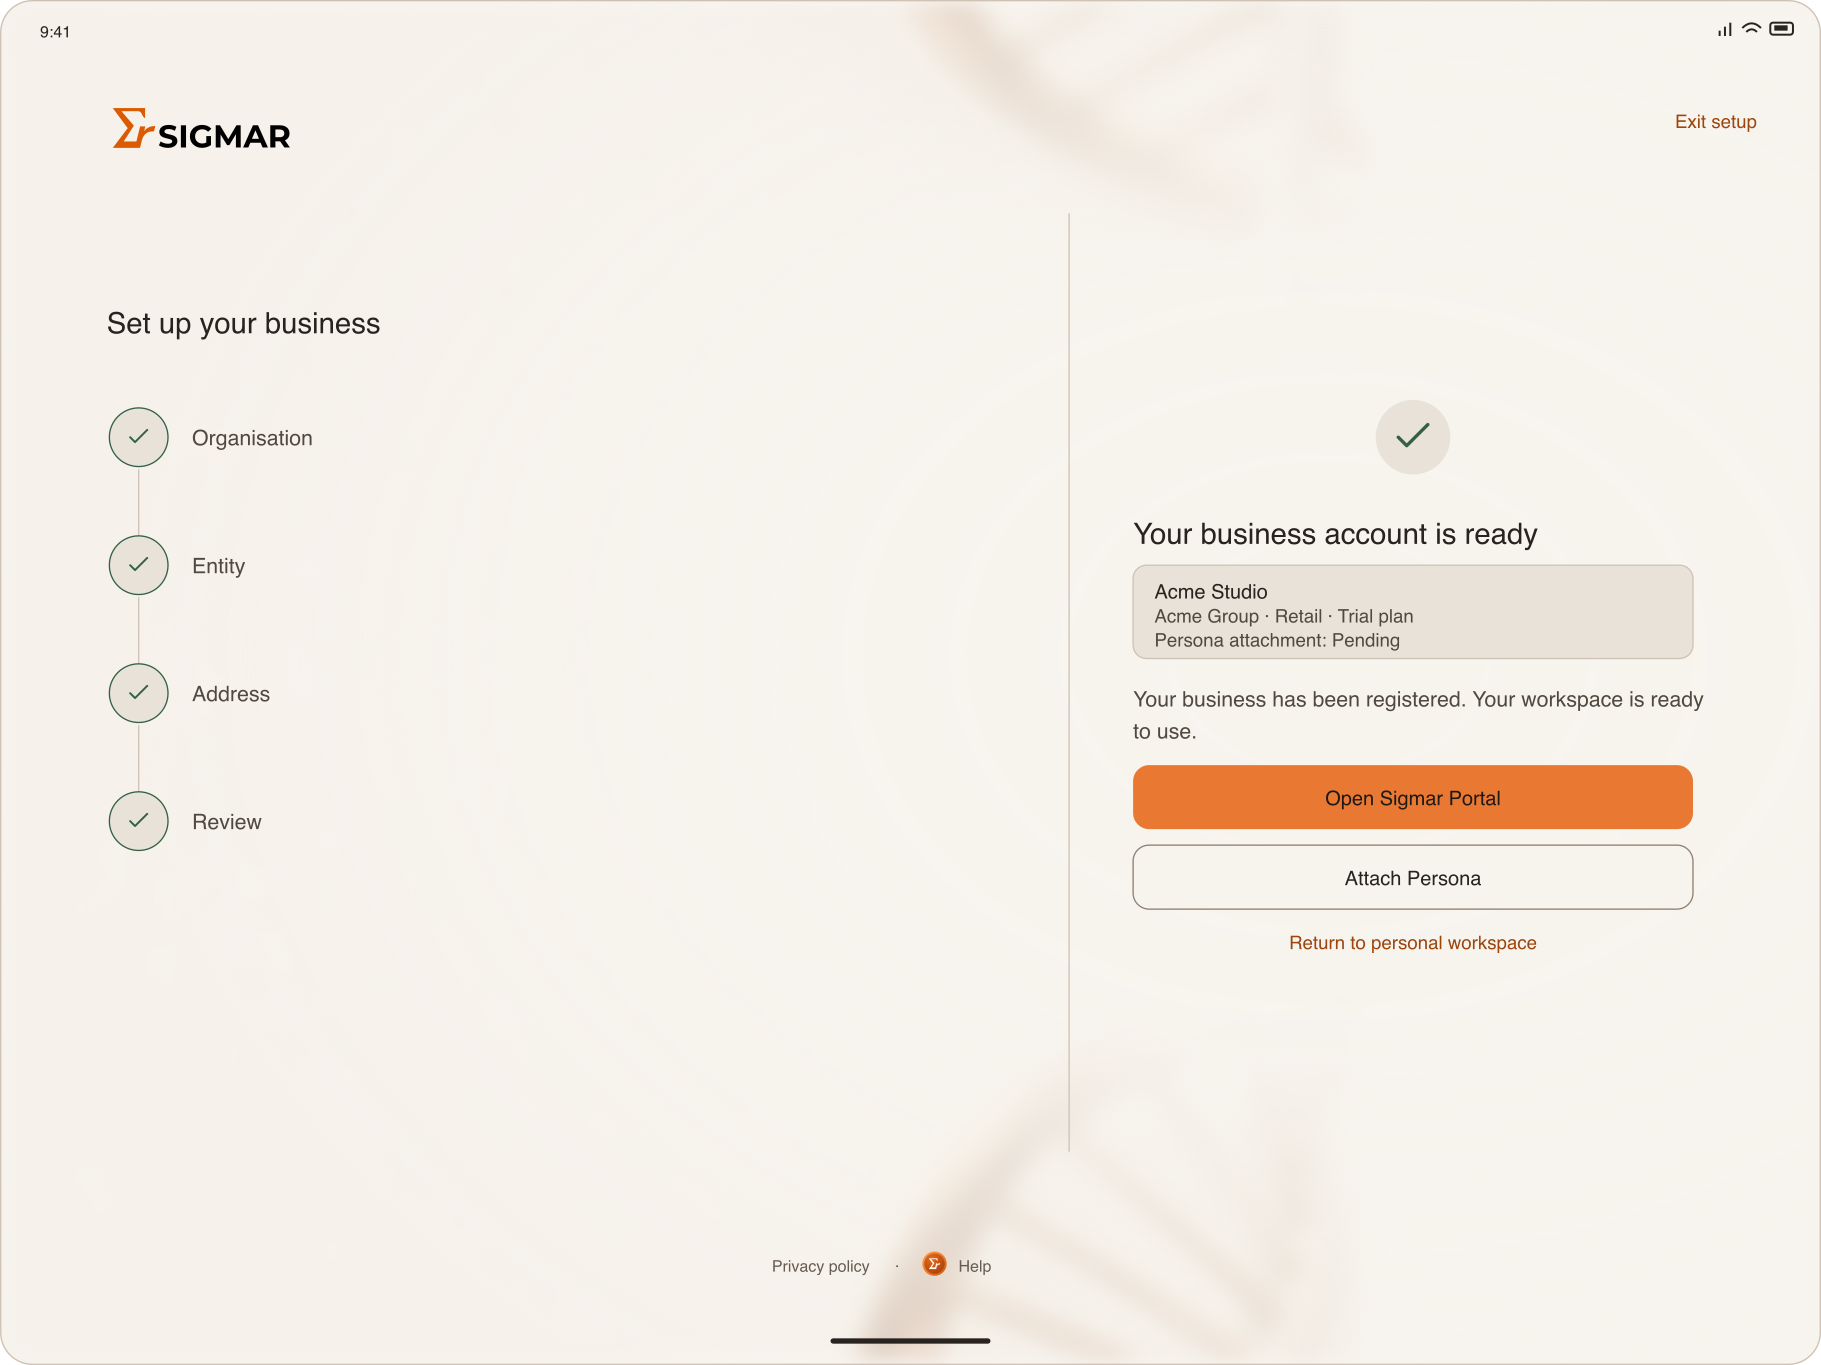 9:41
SIGMAR
Exit setup
Set up your business
Organisation
Entity
Address
Review
Your business account is ready
Acme Studio
Acme Group · Retail · Trial plan
Persona attachment: Pending
Your business has been registered. Your workspace is ready
to use.
Open Sigmar Portal
Attach Persona
Return to personal workspace
Privacy policy · Help